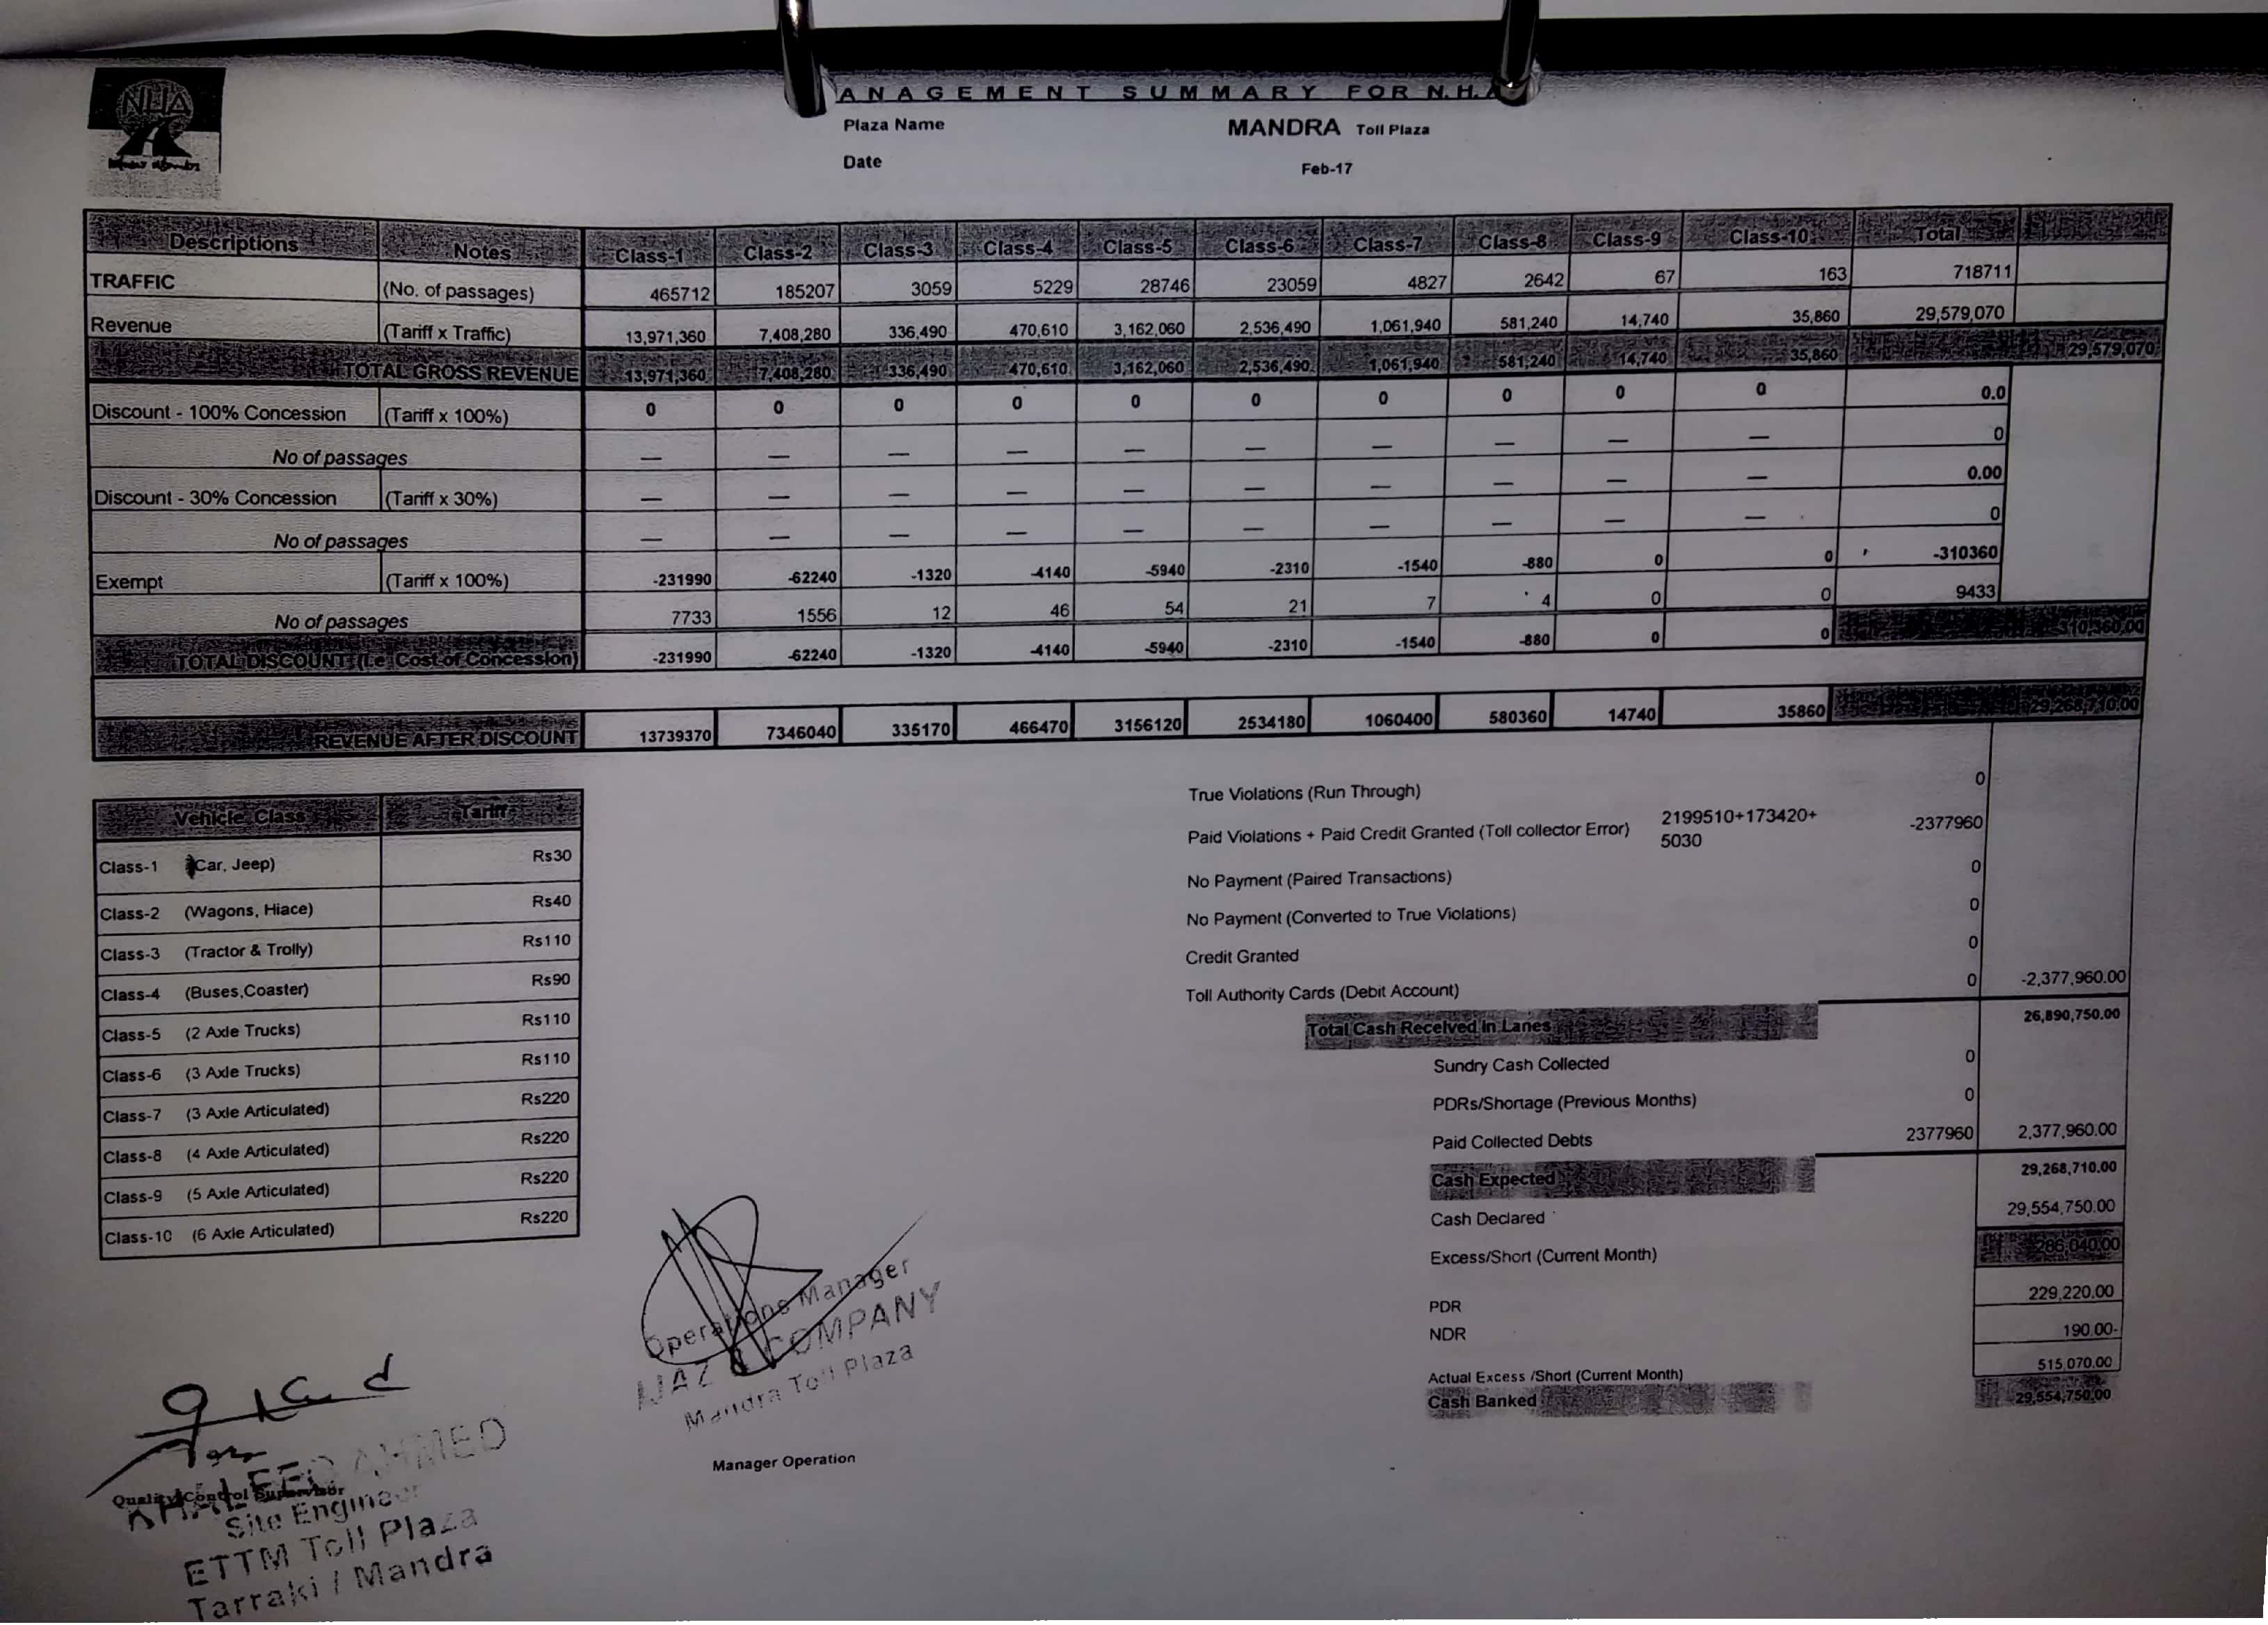 NHA
ANAGEMENT SUMMARY FOR N.H.A
Plaza Name MANDRA Toll Plaza
Date Feb-17
Descriptions Notes Class-1 Class-2 Class-3 Class-4 Class-5 Class-6 Class-7 Class-8 Class-9 Class-10 Total
TRAFFIC (No. of passages) 465712 185207 3059 5229 28746 23059 4827 2642 67 163 718711
Revenue (Tariff x Traffic) 13,971,360 7,408,280 336,490 470,610 3,162,060 2,536,490 1,061,940 581,240 14,740 35,860 29,579,070
TOTAL GROSS REVENUE 13,971,360 7,408,280 336,490 470,610 3,162,060 2,536,490 1,061,940 581,240 14,740 35,860 29,579,070
Discount - 100% Concession (Tariff x 100%) 0 0 0 0 0 0 0 0 0 0 0.0
No of passages — — — — — — — — — — 0
Discount - 30% Concession (Tariff x 30%) — — — — — — — — — — 0.00
No of passages — — — — — — — — — — 0
Exempt (Tariff x 100%) -231990 -62240 -1320 -4140 -5940 -2310 -1540 -880 0 0 -310360
No of passages 7733 1556 12 46 54 21 7 4 0 0 9433
TOTAL DISCOUNT (i.e. Cost of Concession) -231990 -62240 -1320 -4140 -5940 -2310 -1540 -880 0 0 310,360.00
REVENUE AFTER DISCOUNT 13739370 7346040 335170 466470 3156120 2534180 1060400 580360 14740 35860 29,268,710.00
Vehicle Class Tariff
Class-1 (Car, Jeep) Rs30
Class-2 (Wagons, Hiace) Rs40
Class-3 (Tractor & Trolly) Rs110
Class-4 (Buses,Coaster) Rs90
Class-5 (2 Axle Trucks) Rs110
Class-6 (3 Axle Trucks) Rs110
Class-7 (3 Axle Articulated) Rs220
Class-8 (4 Axle Articulated) Rs220
Class-9 (5 Axle Articulated) Rs220
Class-10 (6 Axle Articulated) Rs220
True Violations (Run Through) 0
Paid Violations + Paid Credit Granted (Toll collector Error) 2199510+173420+ -2377960
5030
No Payment (Paired Transactions) 0
No Payment (Converted to True Violations) 0
Credit Granted 0
Toll Authority Cards (Debit Account) 0 -2,377,960.00
Total Cash Received in Lanes 26,890,750.00
Sundry Cash Collected 0
PDRs/Shortage (Previous Months) 0
Paid Collected Debts 2377960 2,377,960.00
Cash Expected 29,268,710.00
Cash Declared 29,554,750.00
Excess/Short (Current Month) 286,040.00
PDR 229,220.00
NDR 190.00-
Actual Excess /Short (Current Month) 515,070.00
Cash Banked 29,554,750.00
Operations Manager
IJAZ & COMPANY
Mandra Toll Plaza
Manager Operation
Quality Control Supervisor
KHALEEQ AHMED
Site Engineer
ETTM Toll Plaza
Tarraki / Mandra